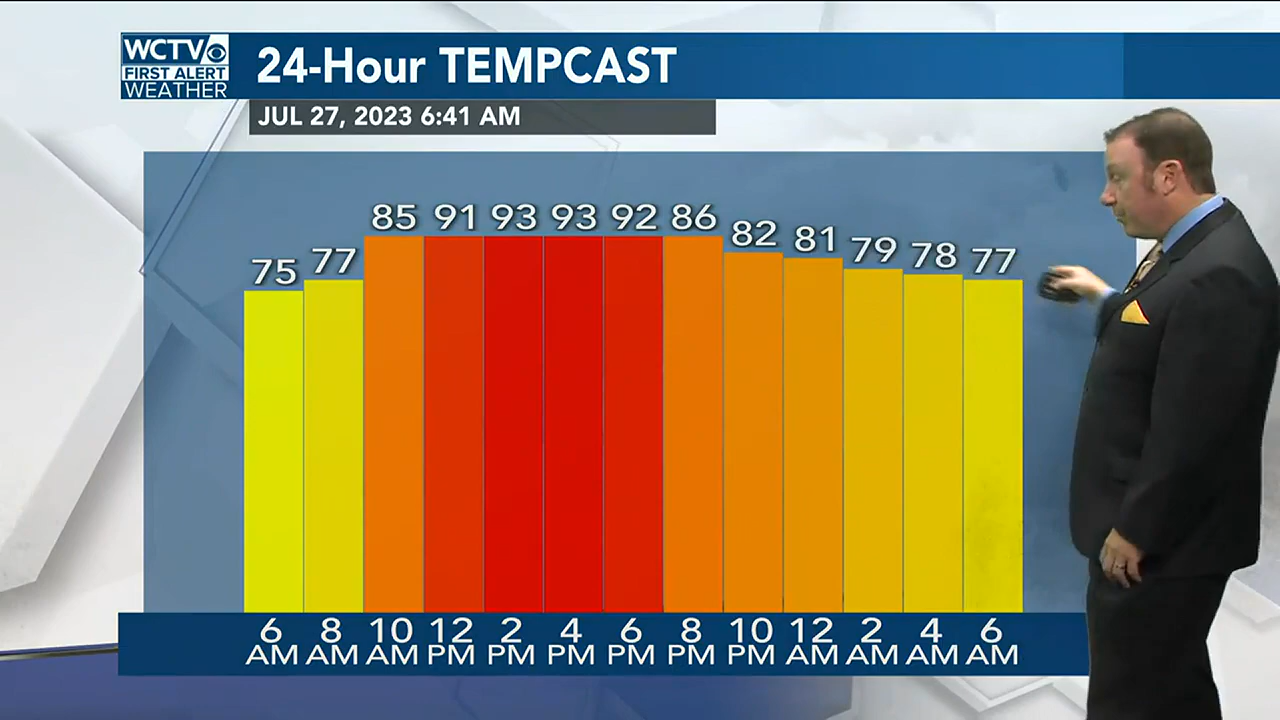 WCTV
FIRST ALERT
WEATHER
24-Hour TEMPCAST
JUL 27, 2023 6:41 AM
75 77 85 91 93 93 92 86 82 81 79 78 77
6 8 10 12 2 4 6 8 10 12 2 4 6
AM AM AM PM PM PM PM PM PM AM AM AM AM